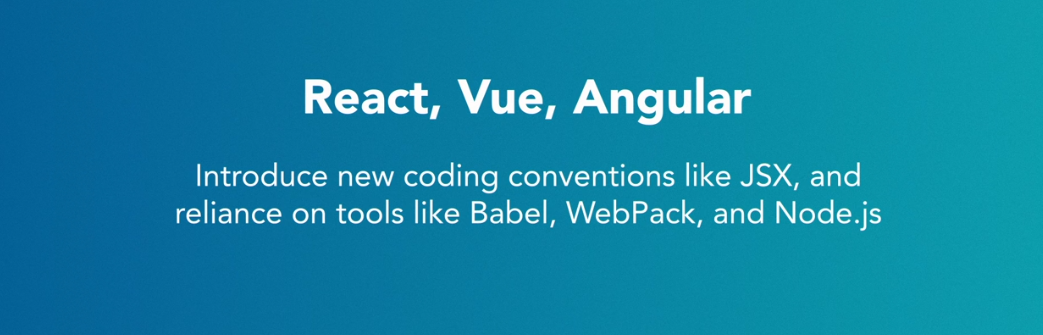 React, Vue, Angular
Introduce new coding conventions like JSX, and
reliance on tools like Babel, WebPack, and Node.js